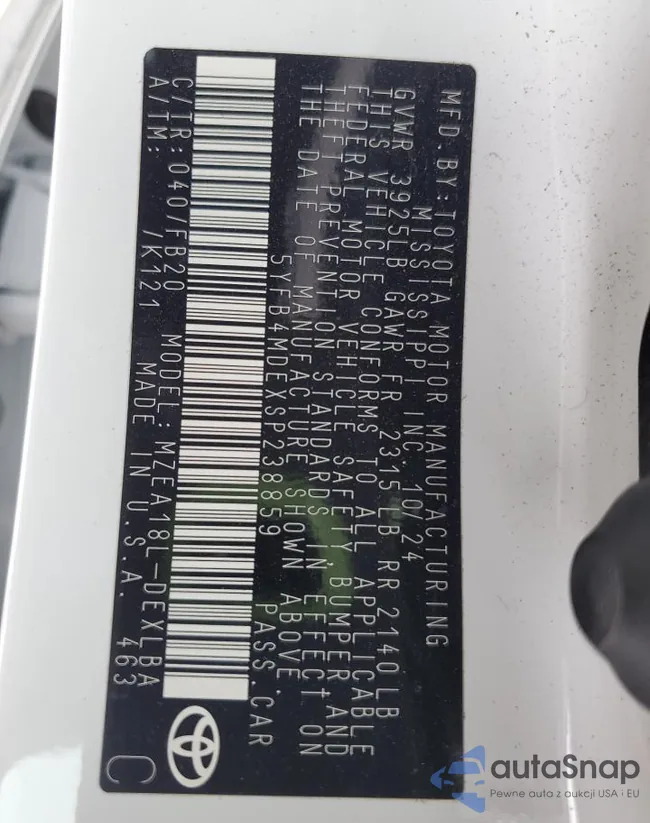 MFD.BY:TOYOTA MOTOR MANUFACTURING
MISSISSIPPI INC. 10/24
GVWR 3925LB GAWR FR 2315LB RR 2140LB
THIS VEHICLE CONFORMS TO ALL APPLICABLE
FEDERAL MOTOR VEHICLE SAFETY, BUMPER, AND
THEFT PREVENTION STANDARDS IN EFFECT ON
THE DATE OF MANUFACTURE SHOWN ABOVE.
5YFB4MDEXSP238859 PASS.CAR
C/TR:040/FB20 MODEL:MZEA18L-DEXLBA
A/TM: /K121 MADE IN U.S.A. 463
C
autaSnap
Pewne auta z aukcji USA i EU